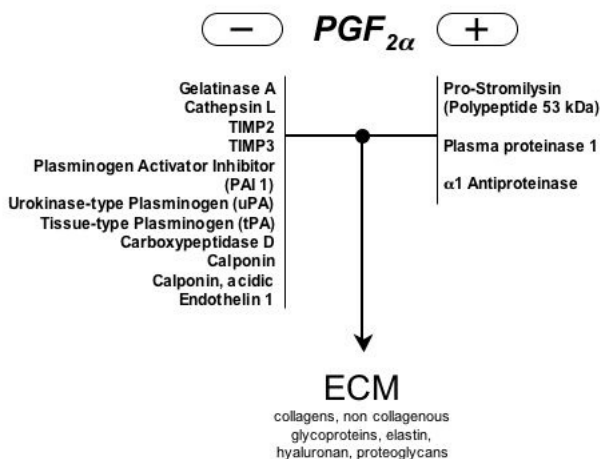 − PGF2α +
Gelatinase A
Cathepsin L
TIMP2
TIMP3
Plasminogen Activator Inhibitor
(PAI 1)
Urokinase-type Plasminogen (uPA)
Tissue-type Plasminogen (tPA)
Carboxypeptidase D
Calponin
Calponin, acidic
Endothelin 1
Pro-Stromilysin
(Polypeptide 53 kDa)
Plasma proteinase 1
α1 Antiproteinase
ECM
collagens, non collagenous
glycoproteins, elastin,
hyaluronan, proteoglycans